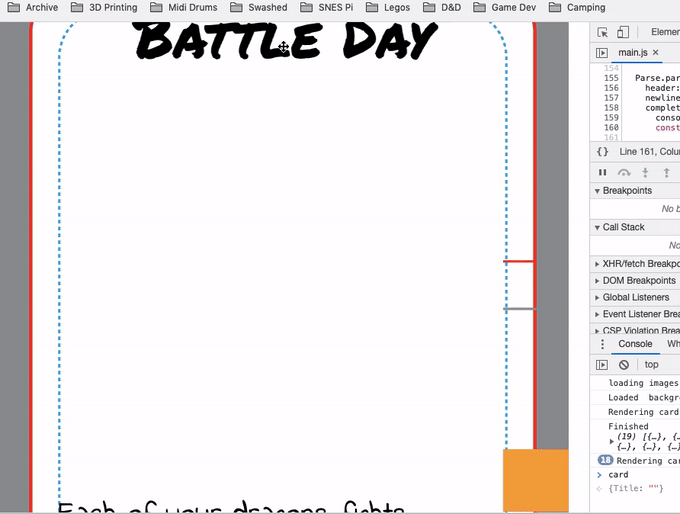 Archive 3D Printing Midi Drums Swashed SNES Pi Legos D&D Game Dev Camping
BATTLE DAY
Each of your dragons fights
main.js ×
154
155 Parse.par
156 header:
157 newline
158 complet
159 conso
160 const
161
{} Line 161, Colu
Breakpoints
No b
Call Stack
No
XHR/fetch Breakpo
DOM Breakpoints
Global Listeners
Event Listener Brea
CSP Violation Brea
Console Wh
top
loading images
Loaded backgr
Rendering card
Finished
(19) [{…}, {…
{…}, {…}, {…
18 Rendering car
card
{Title: ""}
Elemen